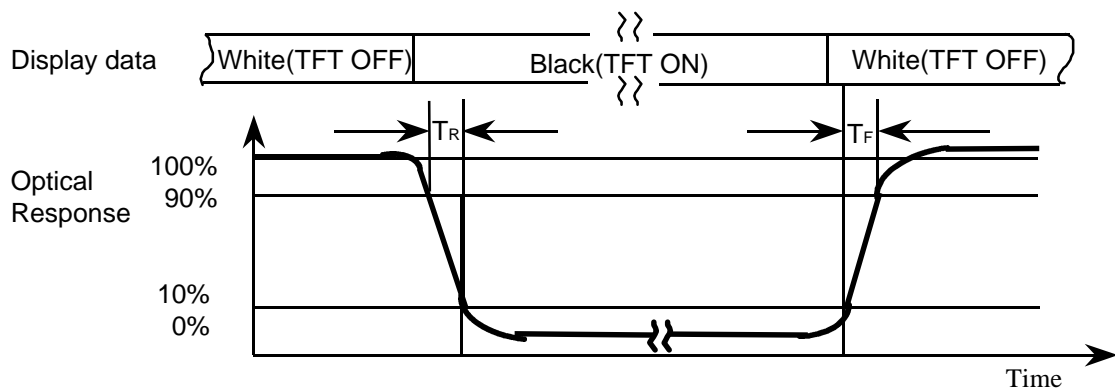 Display data
White(TFT OFF)
Black(TFT ON)
White(TFT OFF)
TR
TF
100%
Optical
Response
90%
10%
0%
Time